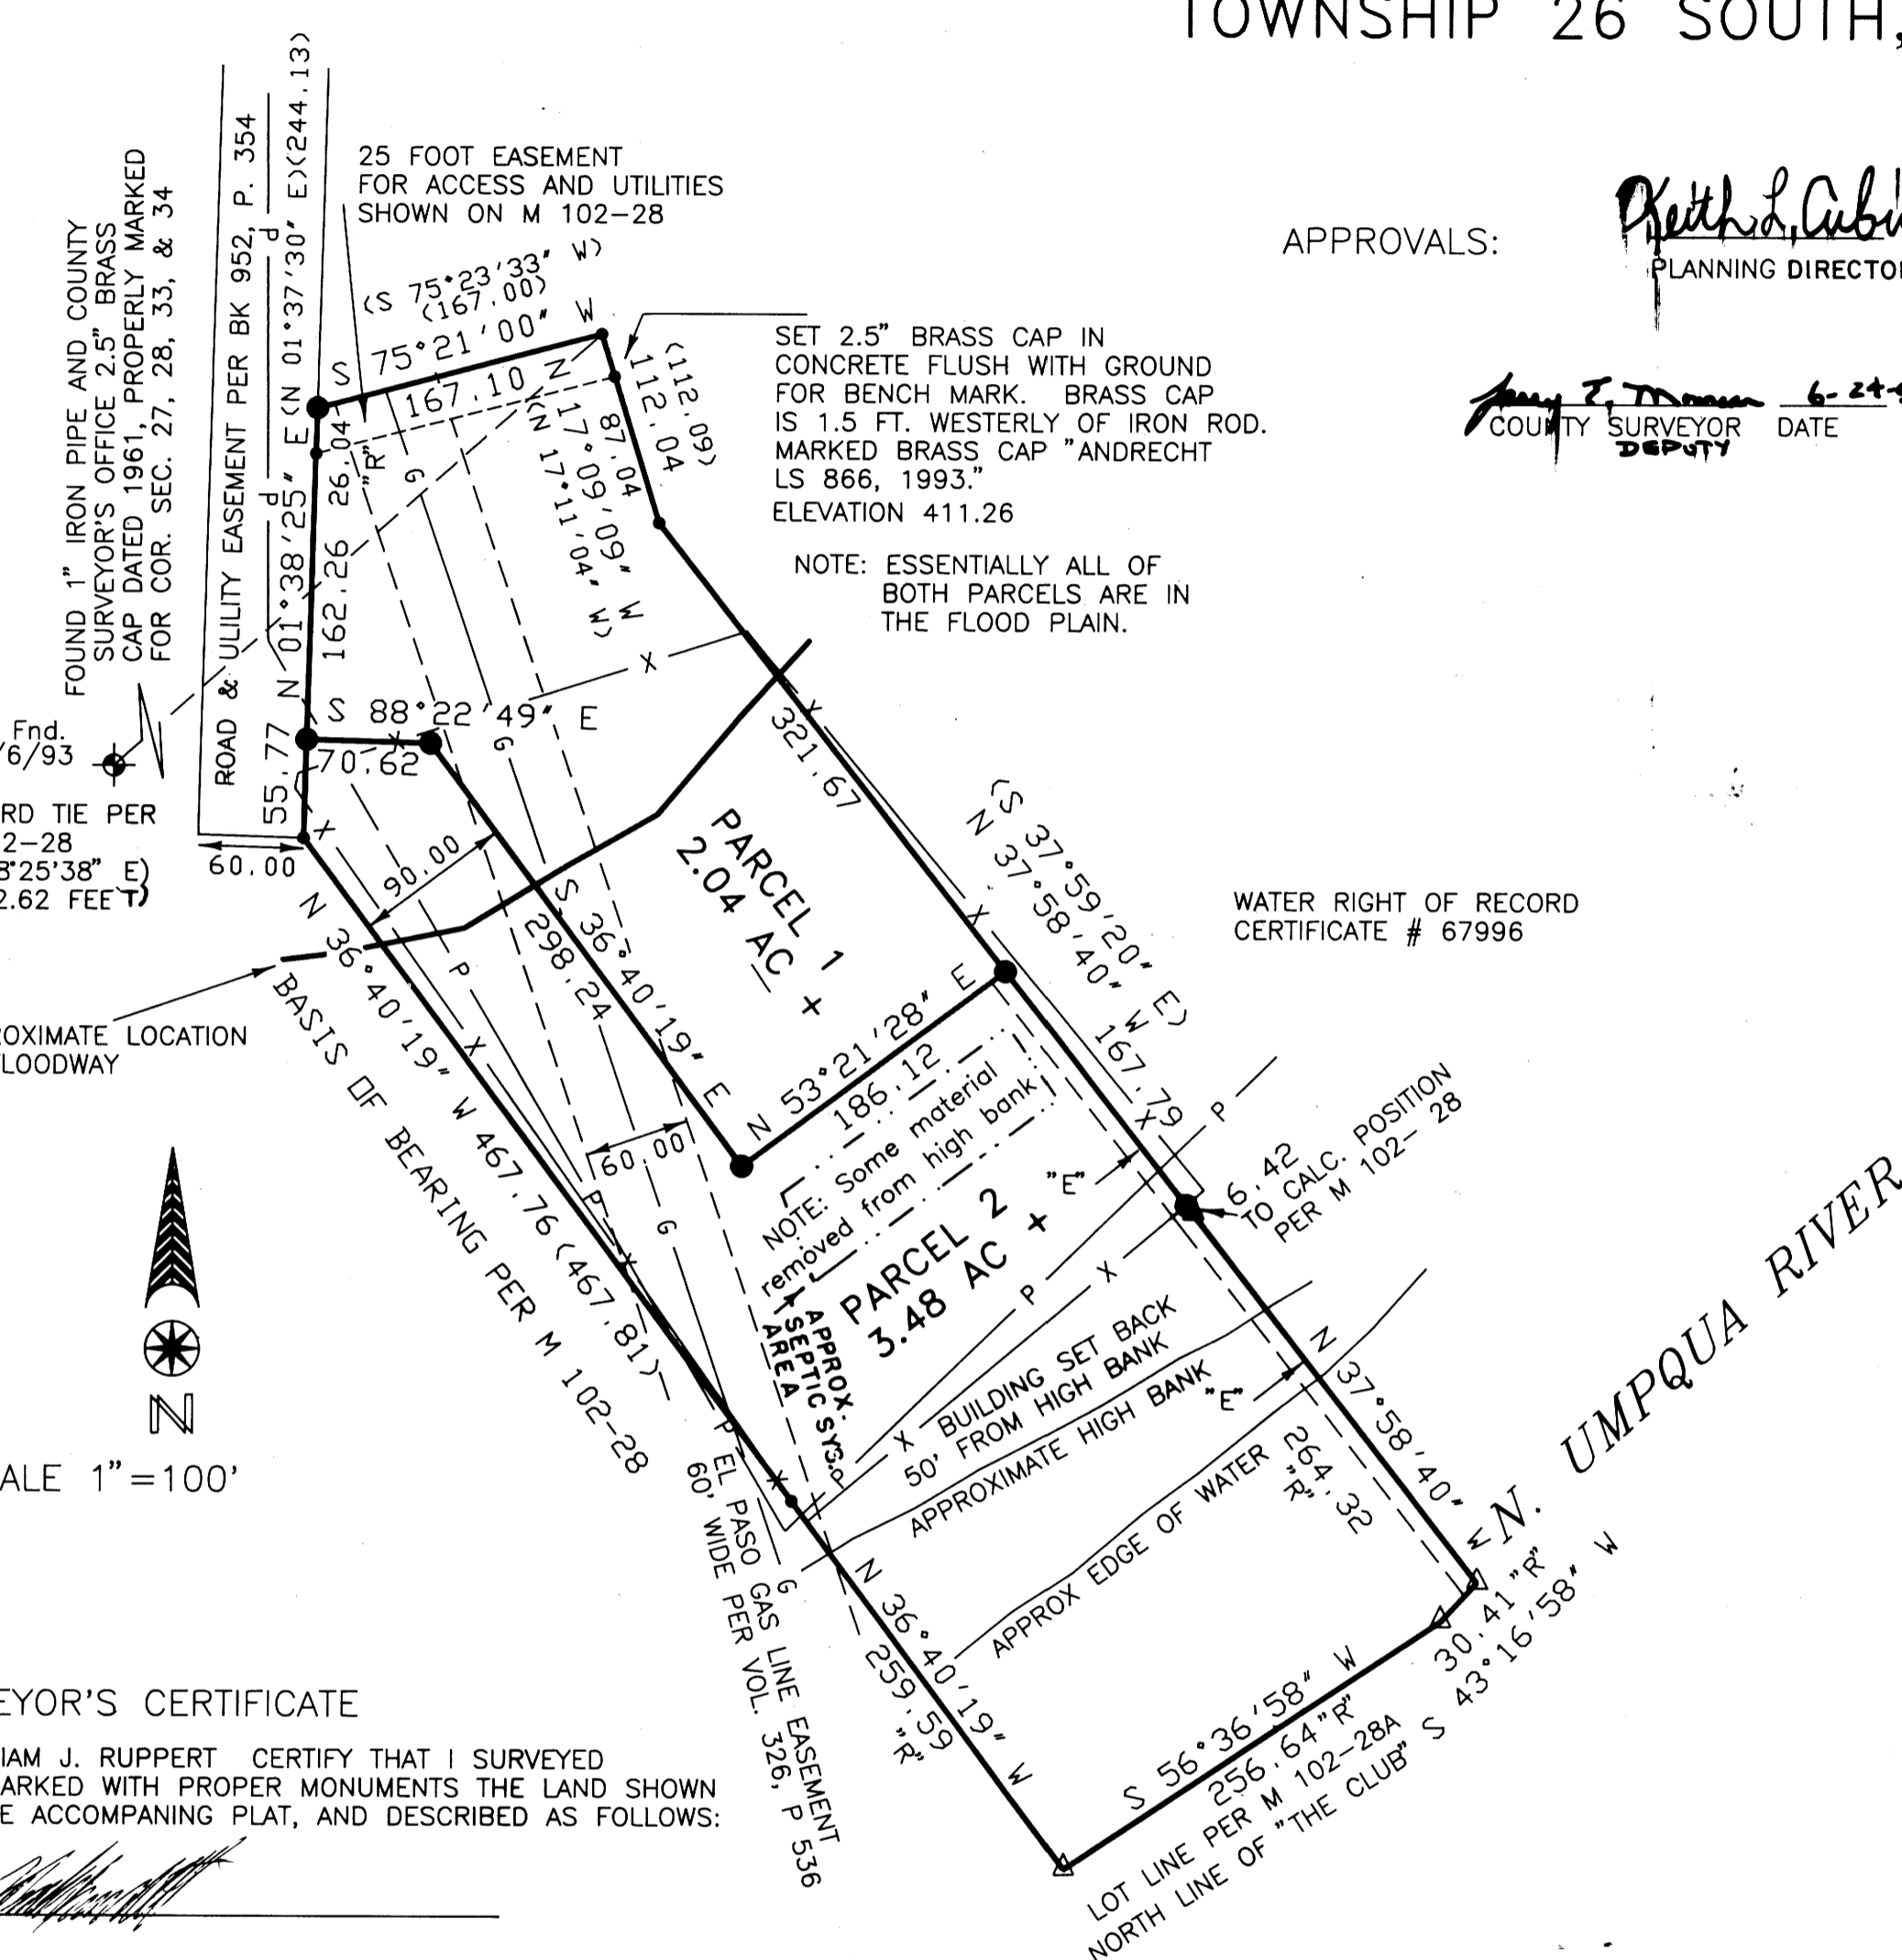 TOWNSHIP 26 SOUTH,
APPROVALS:
Keith L. Cubi
PLANNING DIRECTO
6-24-
COUNTY SURVEYOR DATE
DEPUTY
FOUND 1" IRON PIPE AND COUNTY
SURVEYOR'S OFFICE 2.5" BRASS
CAP DATED 1961, PROPERLY MARKED
FOR COR. SEC. 27, 28, 33, & 34
Fnd.
/6/93
RD TIE PER
2-28
8°25'38" E)
2.62 FEET)
ROAD & ULILITY EASEMENT PER BK 952, P. 354
d
d
N 01°38'25" E (N 01°37'30" E)(244.13)
25 FOOT EASEMENT
FOR ACCESS AND UTILITIES
SHOWN ON M 102-28
(S 75°23'33" W)
(167.00)
S 75°21'00" W
167.10
26.04
162.26
"R"
G
N 17°09'09" W
(N 17°11'04" W)
87.04
112.04
(112.09)
SET 2.5" BRASS CAP IN
CONCRETE FLUSH WITH GROUND
FOR BENCH MARK. BRASS CAP
IS 1.5 FT. WESTERLY OF IRON ROD.
MARKED BRASS CAP "ANDRECHT
LS 866, 1993."
ELEVATION 411.26
NOTE: ESSENTIALLY ALL OF
BOTH PARCELS ARE IN
THE FLOOD PLAIN.
X
S 88°22'49" E
X
70.62
G
55.77
X
60.00
90.00
321.67
X
X
PARCEL 1
2.04 AC +
(S 37°59'20" E)
N 37°58'40" W
167.79
X
WATER RIGHT OF RECORD
CERTIFICATE # 67996
S 36°40'19" E
298.24
P
X
N 36°40'19" W 467.76 (467.81)
BASIS OF BEARING PER M 102-28
OXIMATE LOCATION
LOODWAY
N 53°21'28" E
186.12
60.00
P
G
X
NOTE: Some material
removed from high bank
PARCEL 2
3.48 AC +
"E"
P
P
X
6.42
TO CALC. POSITION
PER M 102-28
APPROX.
SEPTIC SYS.
AREA
P
X
P
X
BUILDING SET BACK
50' FROM HIGH BANK
APPROXIMATE HIGH BANK
"E"
APPROX EDGE OF WATER
264.32
"R"
N 37°58'40" W
N. UMPQUA RIVER
30.41 "R"
S 43°16'58" W
EL PASO GAS LINE EASEMENT
60' WIDE PER VOL. 326, P 536
G
N 36°40'19" W
259.59
"R"
S 56°36'58" W
256.64 "R"
LOT LINE PER M 102-28A
NORTH LINE OF "THE CLUB"
N
ALE 1"=100'
EYOR'S CERTIFICATE
IAM J. RUPPERT CERTIFY THAT I SURVEYED
ARKED WITH PROPER MONUMENTS THE LAND SHOWN
E ACCOMPANING PLAT, AND DESCRIBED AS FOLLOWS: